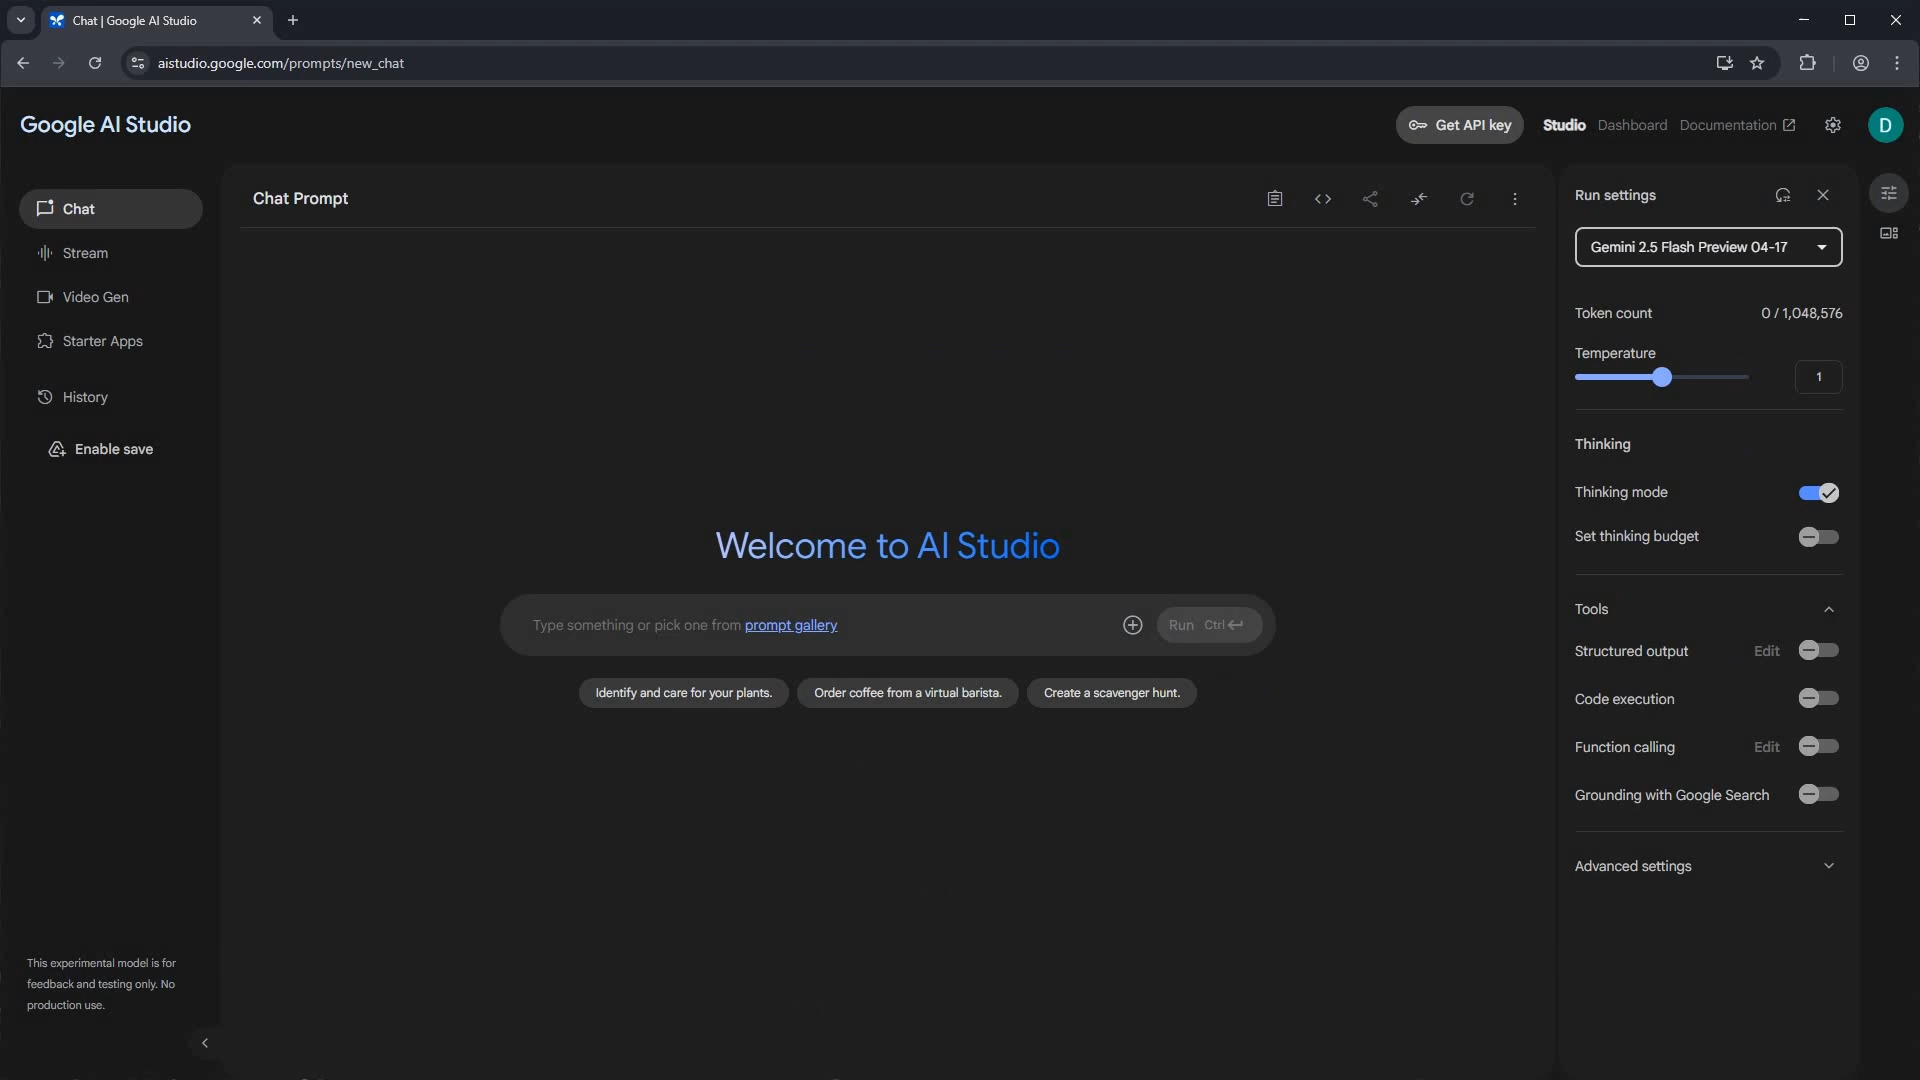 Chat | Google AI Studio
aistudio.google.com/prompts/new_chat
Google AI Studio
Get API key
Studio
Dashboard
Documentation
D
Chat
Stream
Video Gen
Starter Apps
History
Enable save
This experimental model is for
feedback and testing only. No
production use.
Chat Prompt
Welcome to AI Studio
Type something or pick one from prompt gallery
Run Ctrl
Identify and care for your plants.
Order coffee from a virtual barista.
Create a scavenger hunt.
Run settings
Gemini 2.5 Flash Preview 04-17
Token count 0 / 1,048,576
Temperature
1
Thinking
Thinking mode
Set thinking budget
Tools
Structured output Edit
Code execution
Function calling Edit
Grounding with Google Search
Advanced settings